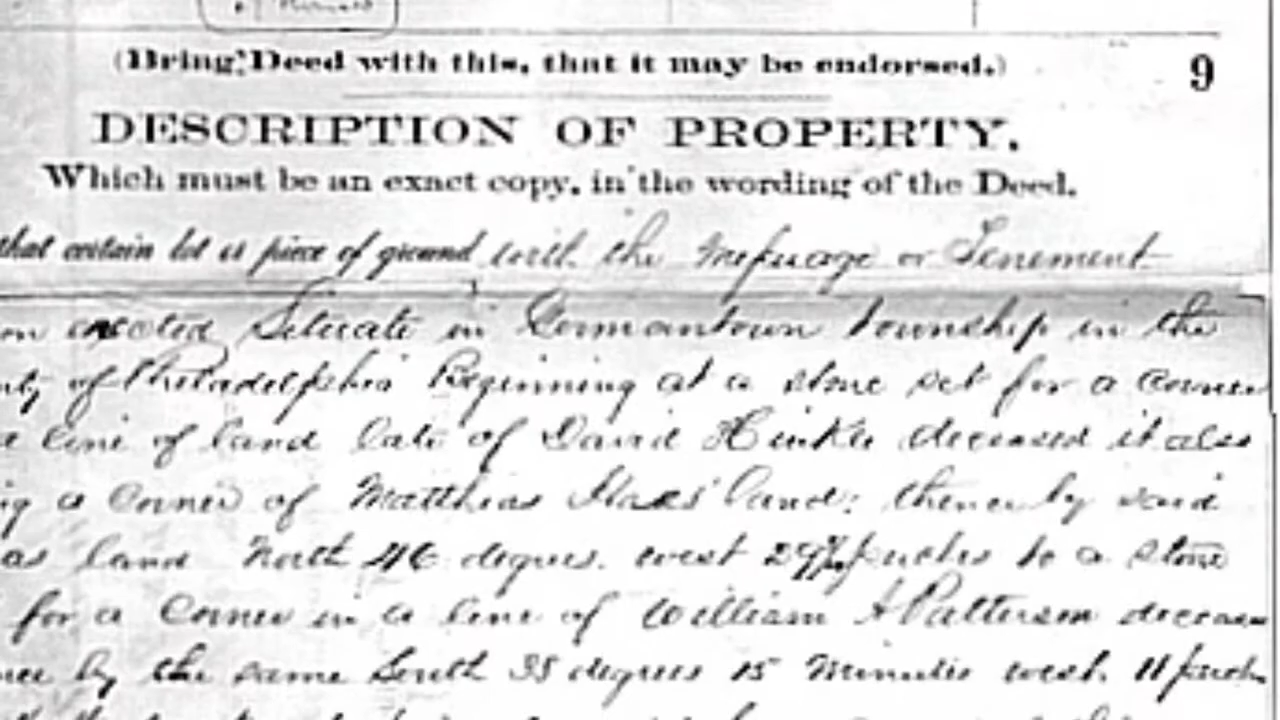 (Bring Deed with this, that it may be endorsed.)
9
DESCRIPTION OF PROPERTY.
Which must be an exact copy, in the wording of the Deed.
that certain lot or piece of ground with the Messuage or Tenement
on erected Situate in Germantown Township in the
of Philadelphia Beginning at a stone set for a corner
line of land late of David Hinkle deceased it also
a Corner of Matthias Haas' land: thence by said
as land North 46 degrees west perches to a stone
for a Corner in a line of William Patterson
by the same South 35 degrees 15 Minutes west 11 perch